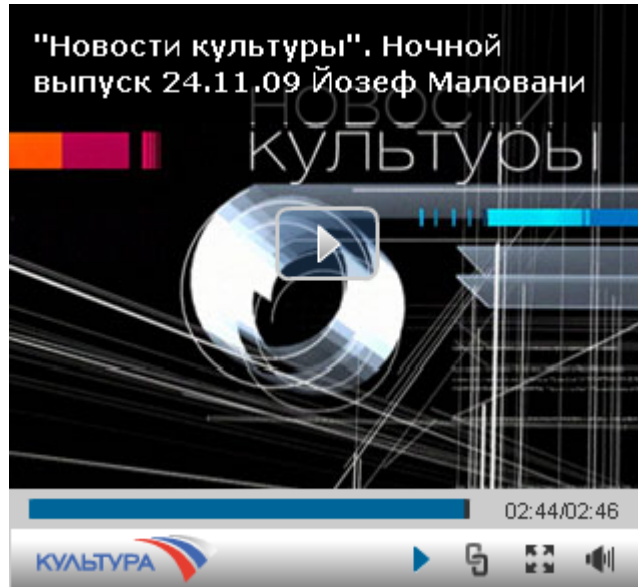 "Новости культуры". Ночной
выпуск 24.11.09 Йозеф Маловани
НОВОСТИ
КУЛЬТУРЫ
02:44/02:46
КУЛЬТУРА